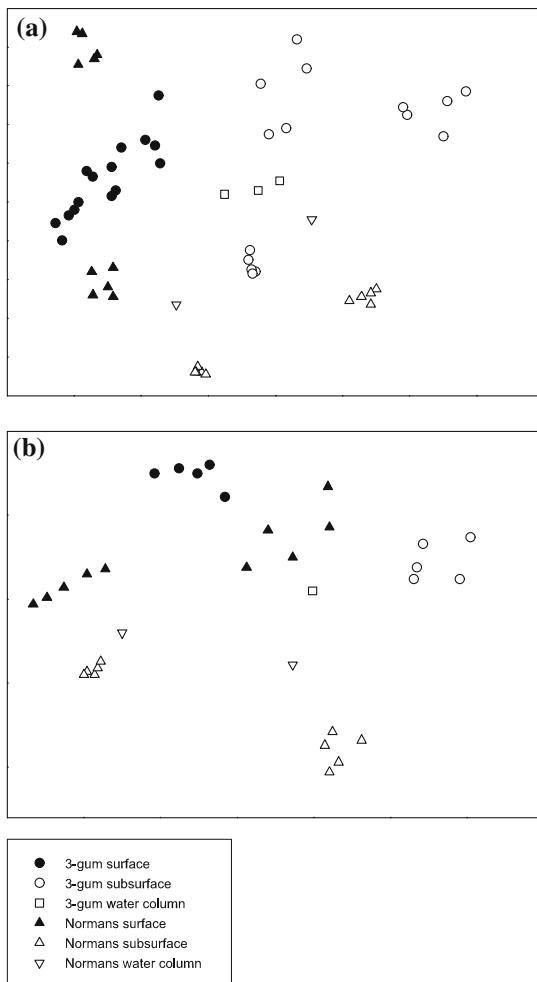 (a)
(b)
3-gum surface
3-gum subsurface
3-gum water column
Normans surface
Normans subsurface
Normans water column